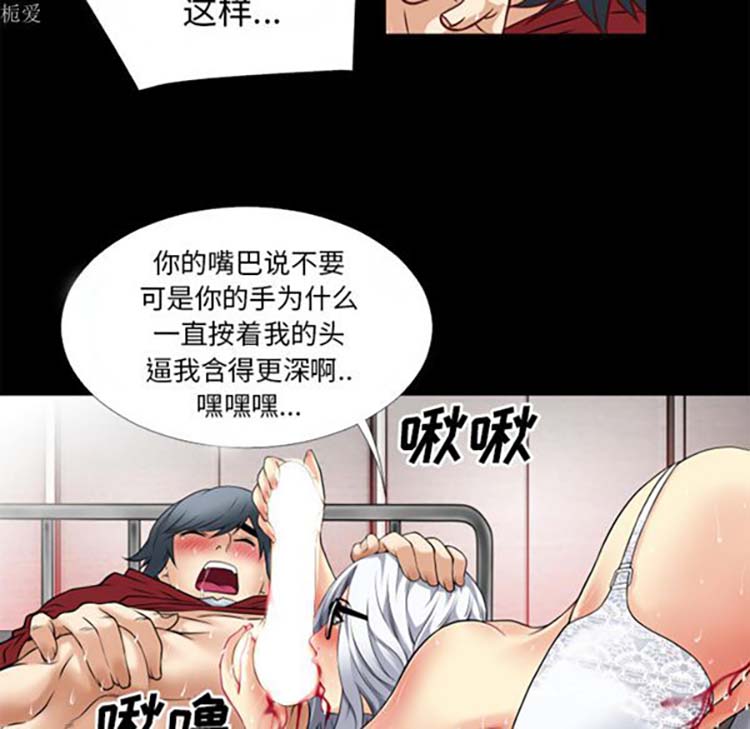 栀爱
这样...
你的嘴巴说不要
可是你的手为什么
一直按着我的头
逼我含得更深啊..
嘿嘿嘿...
啾啾
啾噜